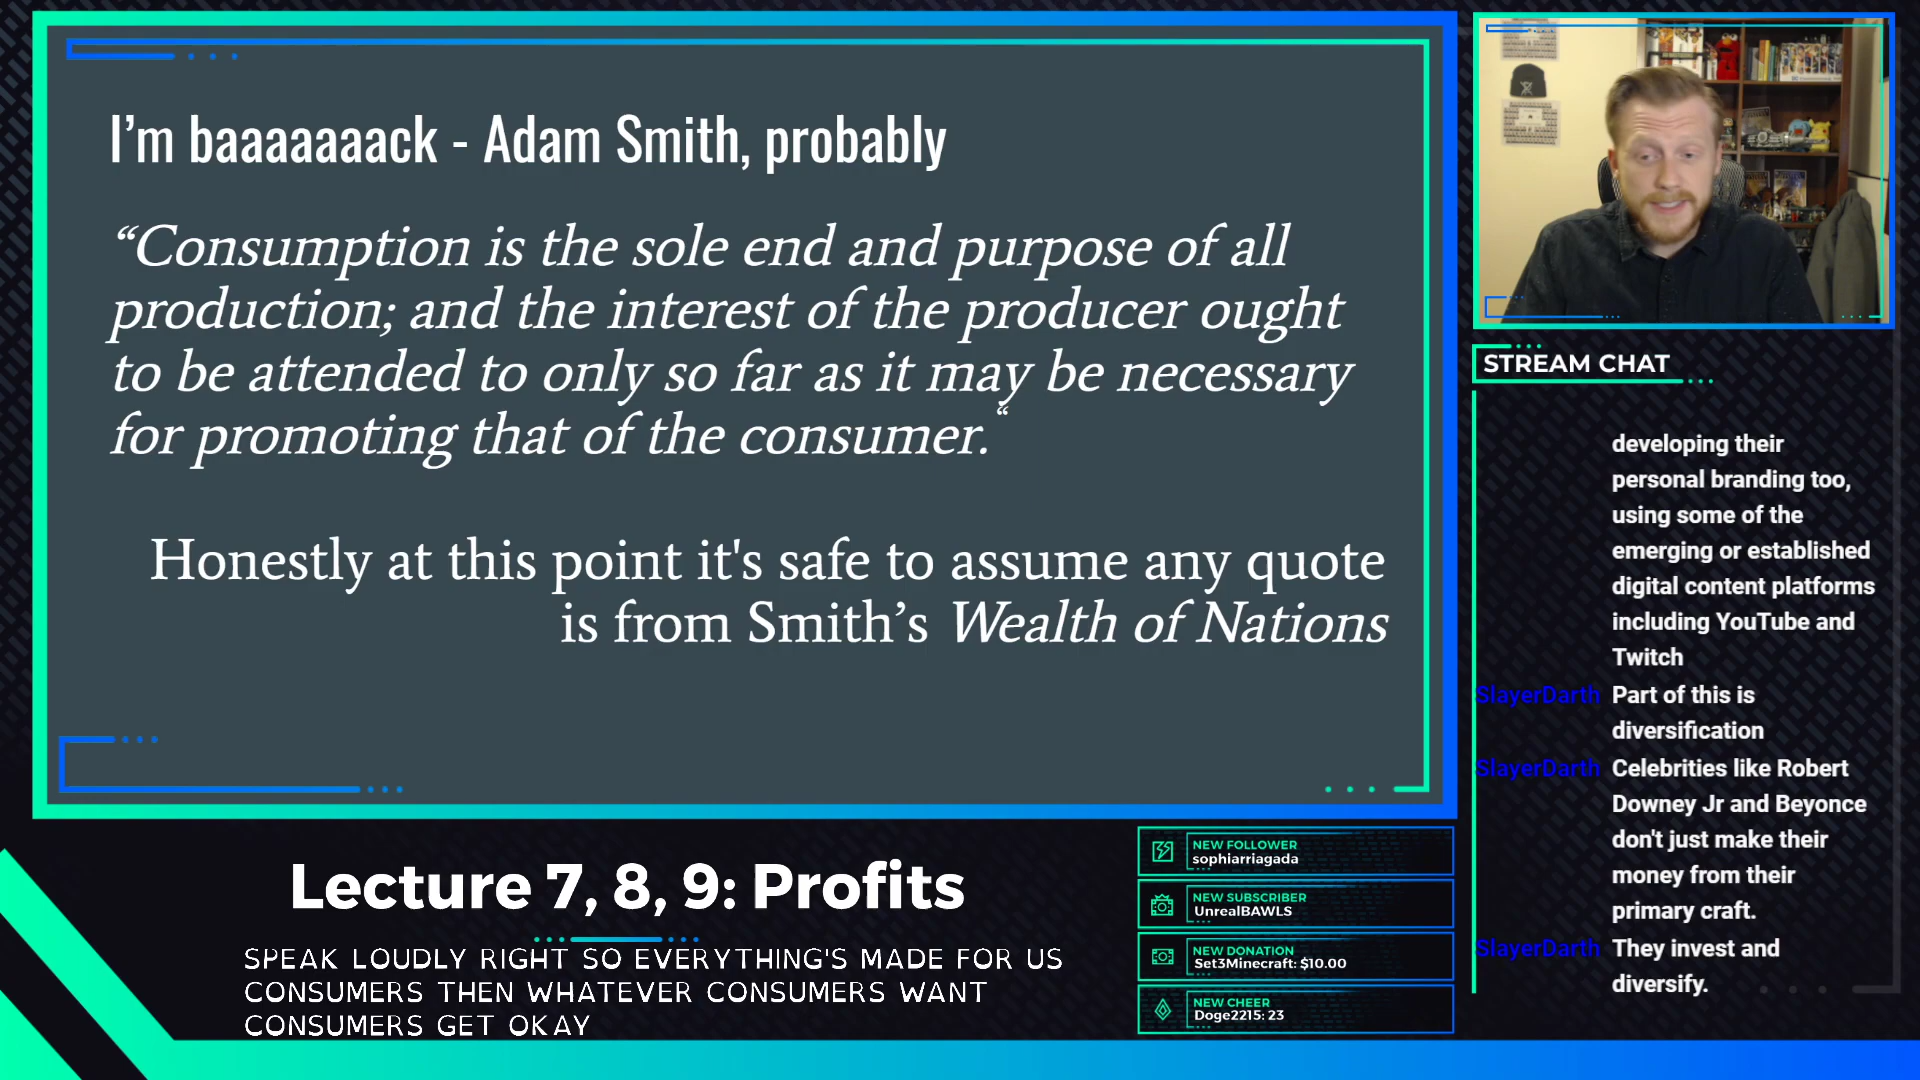 I'm baaaaaaack - Adam Smith, probably
“Consumption is the sole end and purpose of all
production; and the interest of the producer ought
to be attended to only so far as it may be necessary
for promoting that of the consumer.“
Honestly at this point it's safe to assume any quote
is from Smith’s Wealth of Nations
STREAM CHAT
developing their
personal branding too,
using some of the
emerging or established
digital content platforms
including YouTube and
Twitch
SlayerDarth Part of this is
diversification
SlayerDarth Celebrities like Robert
Downey Jr and Beyonce
don't just make their
money from their
primary craft.
SlayerDarth They invest and
diversify.
Lecture 7, 8, 9: Profits
SPEAK LOUDLY RIGHT SO EVERYTHING'S MADE FOR US
CONSUMERS THEN WHATEVER CONSUMERS WANT
CONSUMERS GET OKAY
NEW FOLLOWER
sophiarriagada
NEW SUBSCRIBER
UnrealBAWLS
NEW DONATION
Set3Minecraft: $10.00
NEW CHEER
Doge2215: 23